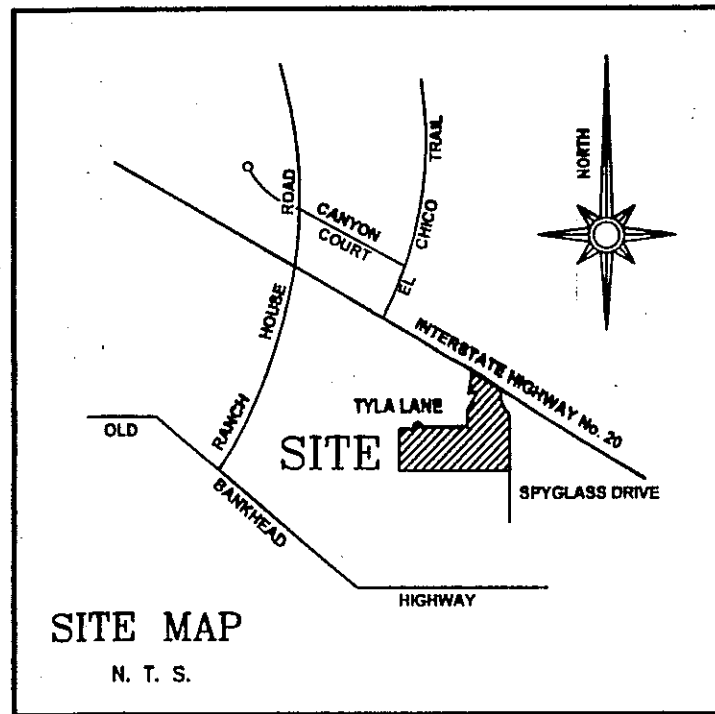 NORTH
RANCH HOUSE ROAD
CANYON
COURT
EL CHICO TRAIL
INTERSTATE HIGHWAY No. 20
TYLA LANE
SITE
OLD BANKHEAD HIGHWAY
SPYGLASS DRIVE
SITE MAP
N. T. S.